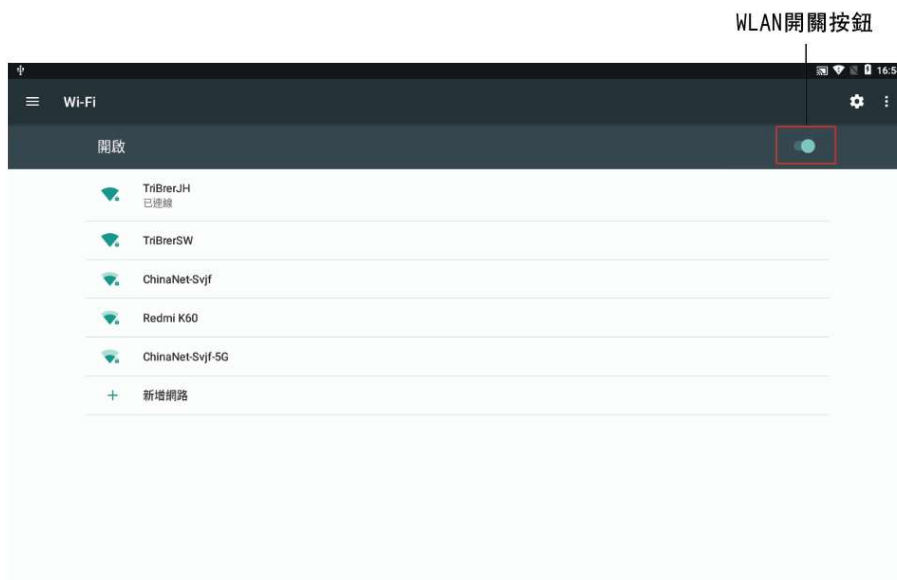 WLAN開關按鈕
16:5
Wi-Fi
開啟
TriBrerJH
已連線
TriBrerSW
ChinaNet-Svjf
Redmi K60
ChinaNet-Svjf-5G
新增網路